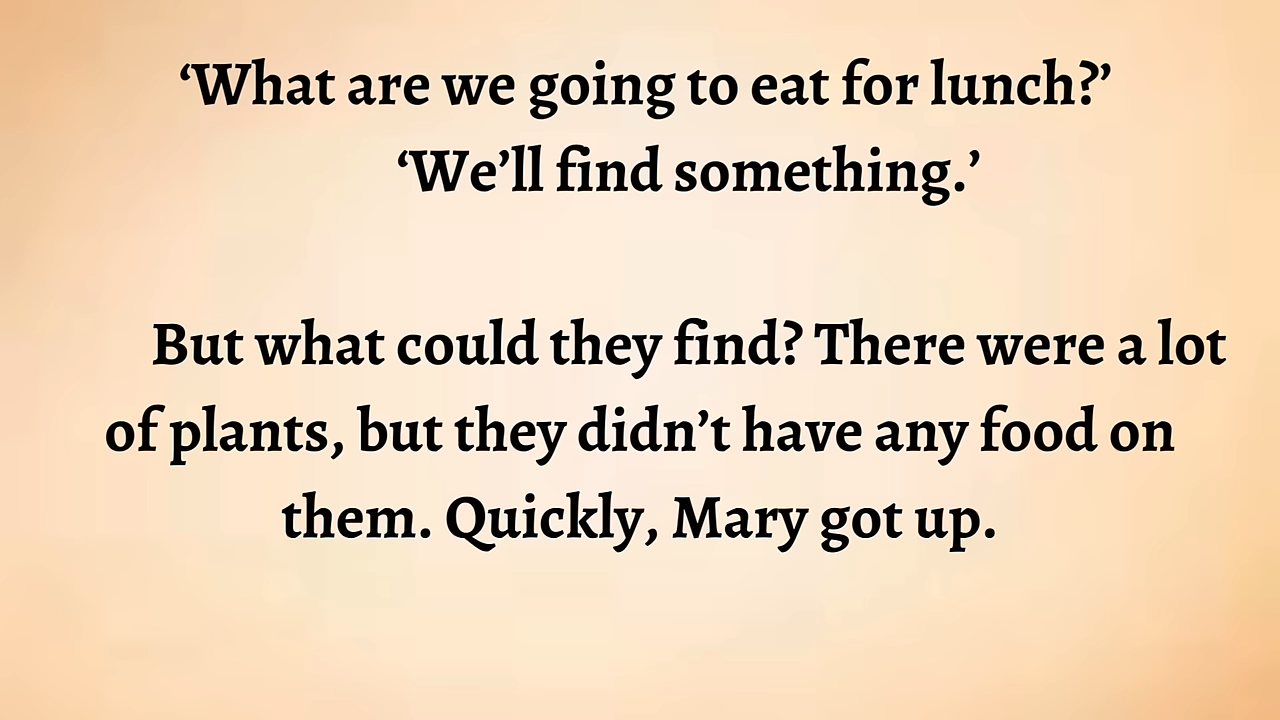 ‘What are we going to eat for lunch?’
‘We’ll find something.’
But what could they find? There were a lot
of plants, but they didn’t have any food on
them. Quickly, Mary got up.